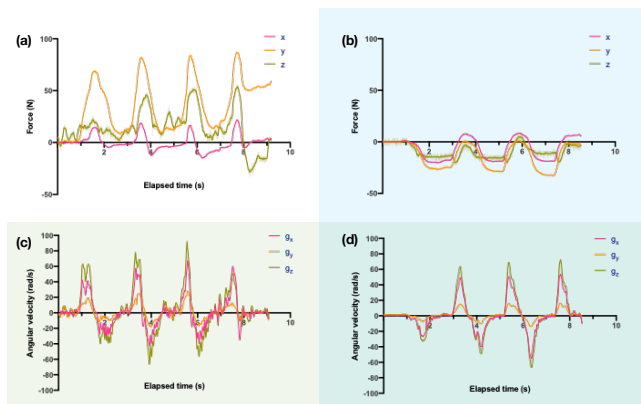 (a)
x
y
z
100
50
0
-50
2
4
6
8
10
Force (N)
Elapsed time (s)
(b)
x
y
z
100
50
0
-50
2
4
6
8
10
Force (N)
Elapsed time (s)
(c)
gx
gy
gz
100
80
60
40
20
0
-20
-40
-60
-80
-100
2
4
6
8
10
Angular velocity (rad/s)
Elapsed time (s)
(d)
gx
gy
gz
100
80
60
40
20
0
-20
-40
-60
-80
-100
2
4
6
8
10
Angular velocity (rad/s)
Elapsed time (s)